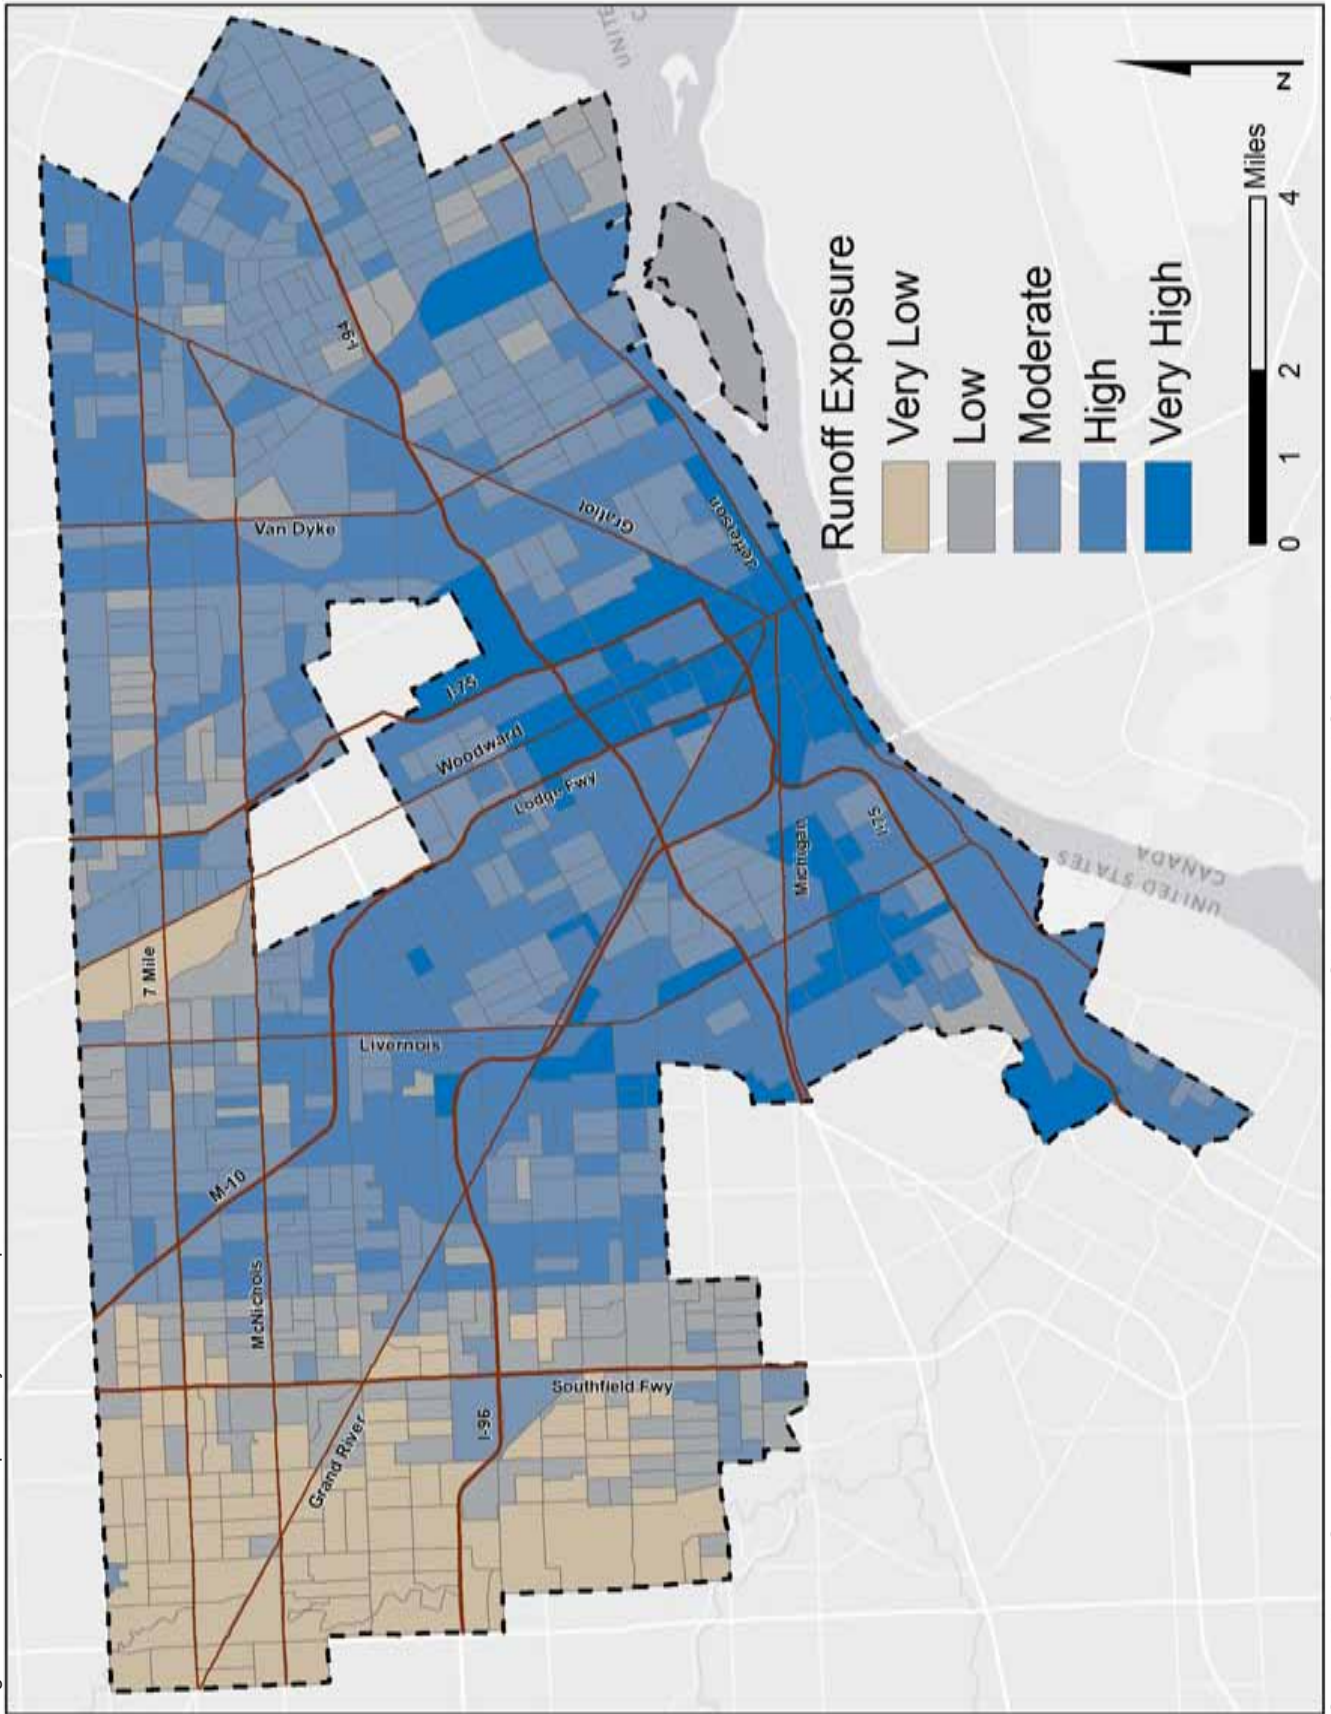 UNITE
C
I-94
Van Dyke
Gratiot
Jefferson
I-75
Woodward
Lodge Fwy
7 Mile
Michigan
I-75
UNITED STATES
CANADA
Livernois
M-10
McNichols
Grand River
I-96
Southfield Fwy
Runoff Exposure
Very Low
Low
Moderate
High
Very High
0 1 2 4
Miles
N